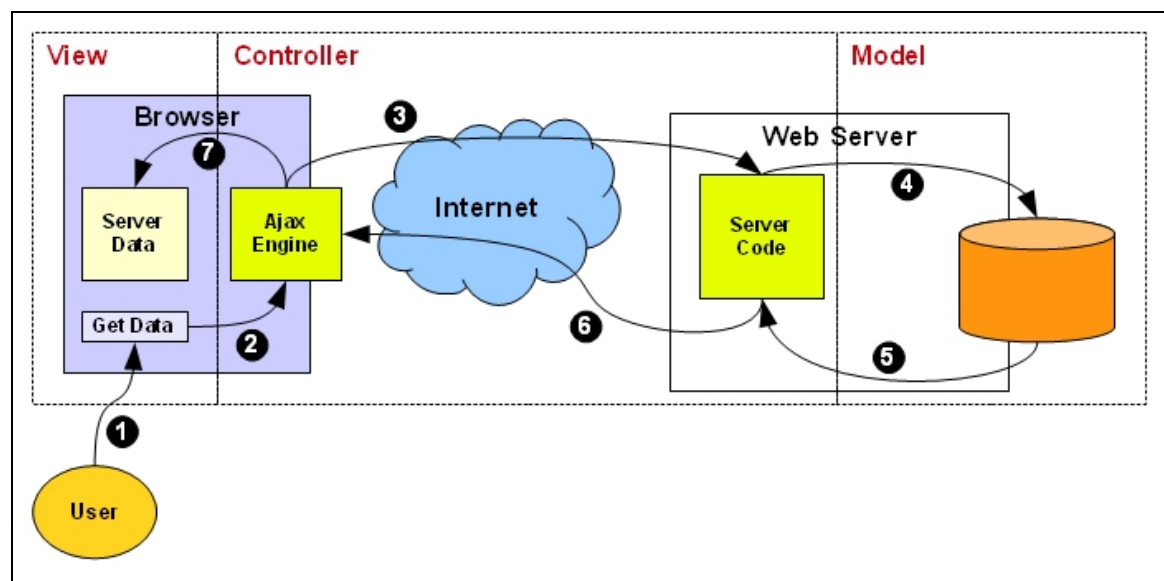 View
Controller
Model
Browser
3
7
Web Server
4
Server
Data
Ajax
Engine
Internet
Server
Code
Get Data
2
6
5
1
User